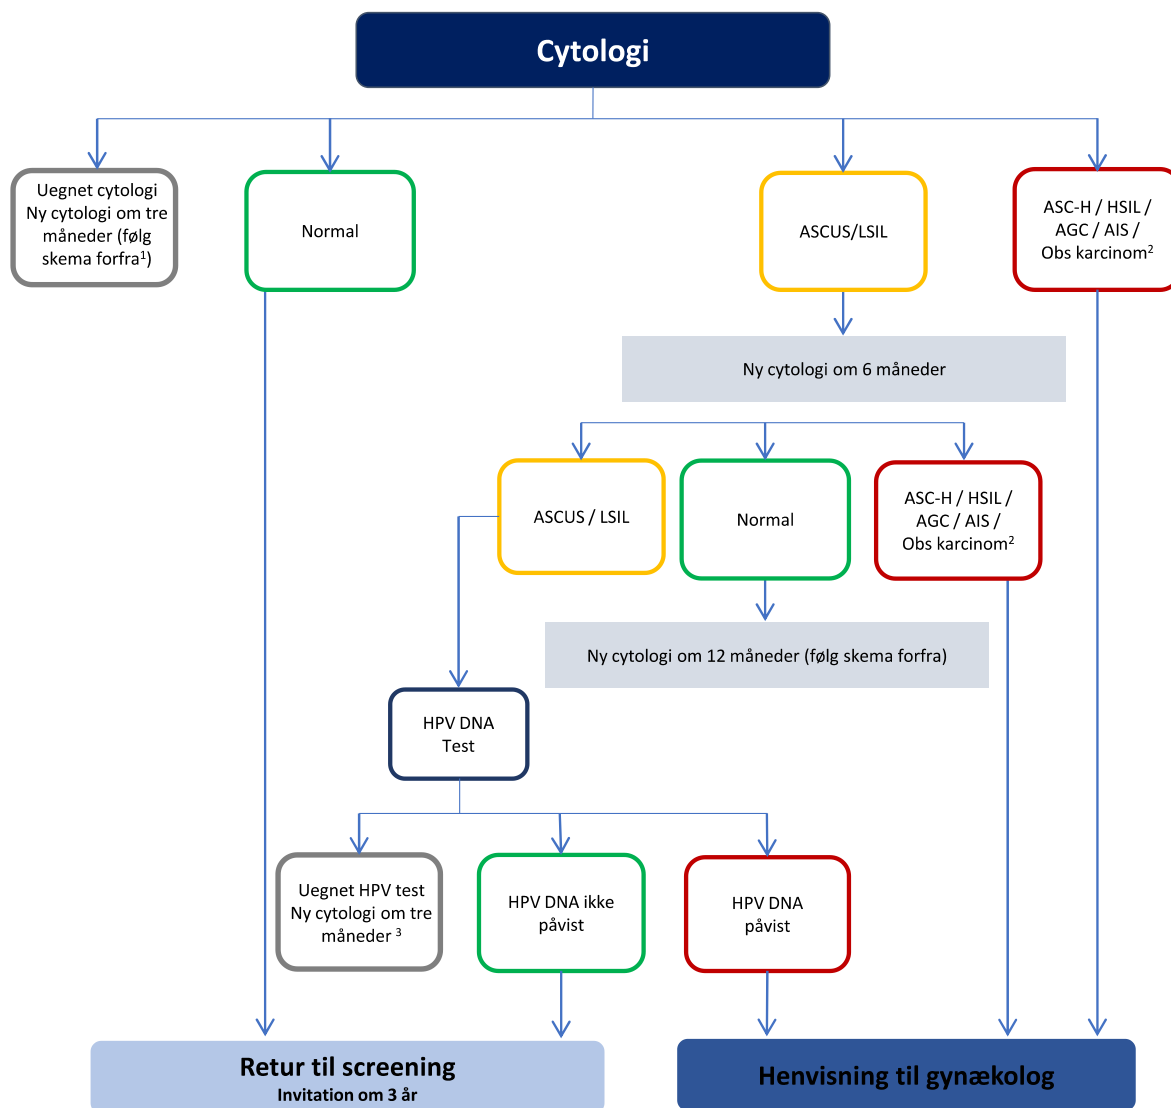 Cytologi
Uegnet cytologi
Ny cytologi om tre
måneder (følg
skema forfra¹)
Normal
ASCUS/LSIL
ASC-H / HSIL /
AGC / AIS /
Obs karcinom²
Ny cytologi om 6 måneder
ASCUS / LSIL
Normal
ASC-H / HSIL /
AGC / AIS /
Obs karcinom²
Ny cytologi om 12 måneder (følg skema forfra)
HPV DNA
Test
Uegnet HPV test
Ny cytologi om tre
måneder ³
HPV DNA ikke
påvist
HPV DNA
påvist
Retur til screening
Invitation om 3 år
Henvisning til gynækolog